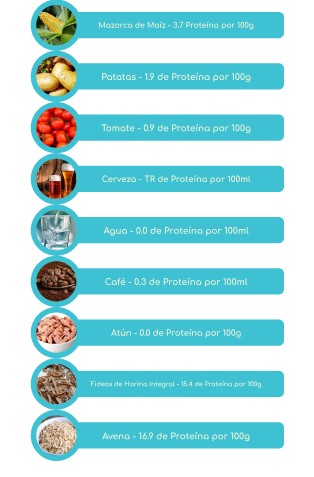 Mazorca de Maíz - 3.7 Proteína por 100g
Patatas - 1.9 de Proteína por 100g
Tomate - 0.9 de Proteína por 100g
Cerveza - TR de Proteína por 100ml
Agua - 0.0 de Proteína por 100ml
Café - 0.3 de Proteína por 100ml
Atún - 0.0 de Proteína por 100g
Fideos de Harina Integral - 15.4 de Proteína por 100g
Avena - 16.9 de Proteína por 100g